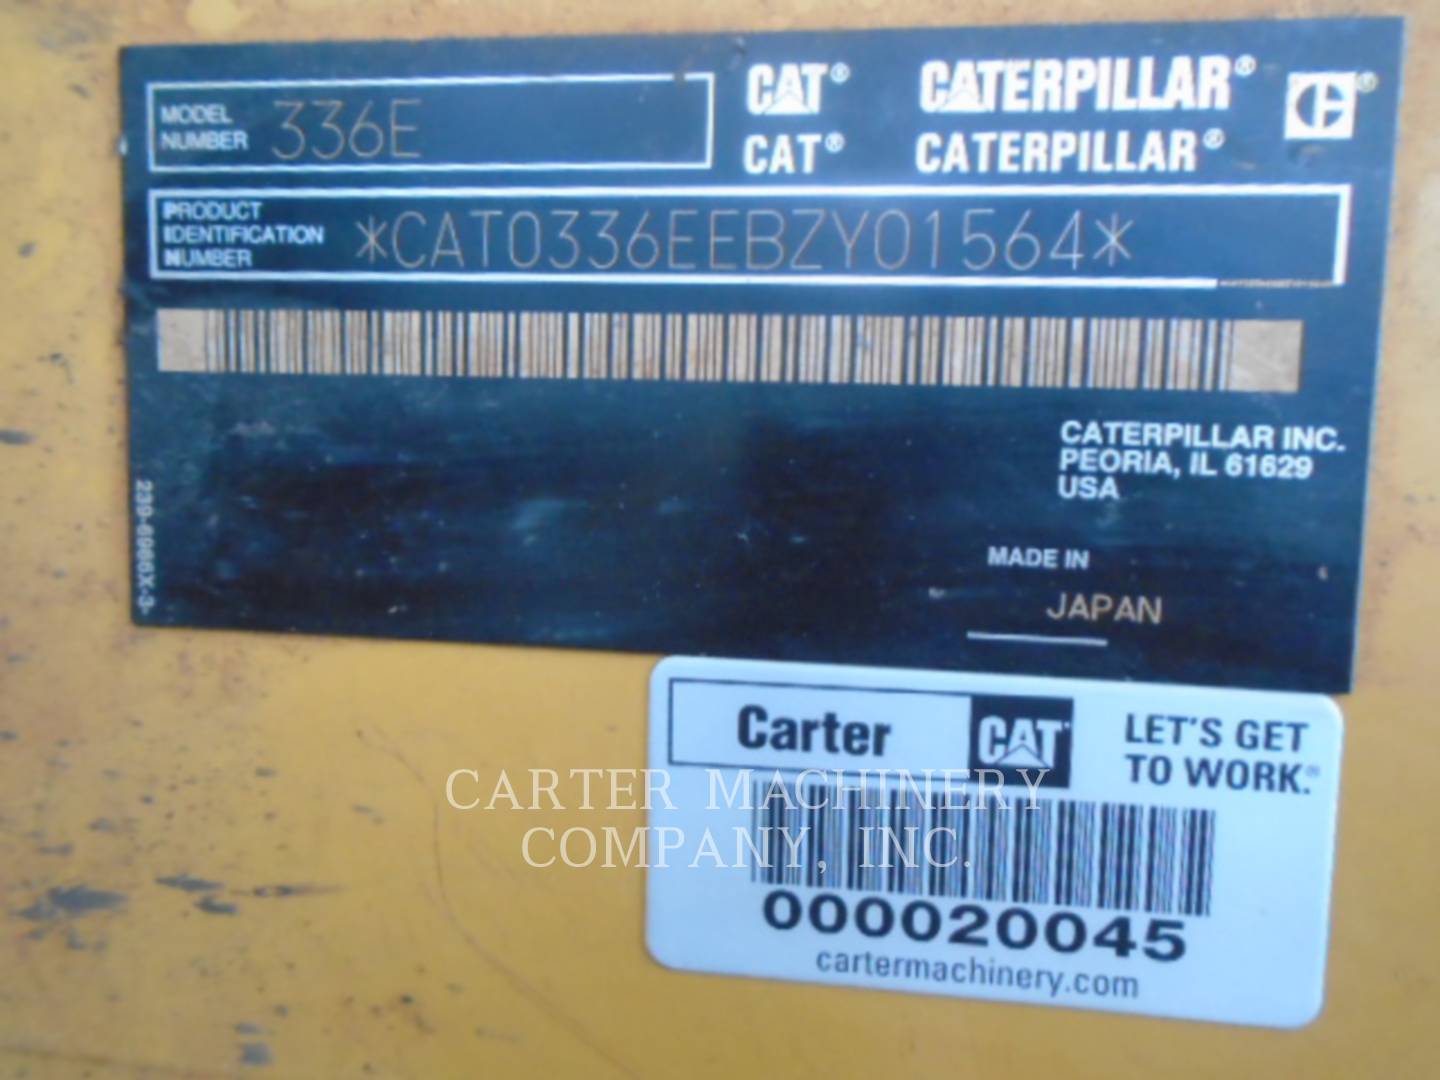 MODEL
NUMBER 336E
CAT® CATERPILLAR®
CAT® CATERPILLAR®
PRODUCT
IDENTIFICATION
NUMBER *CAT0336EEBZY01564*
CATERPILLAR INC.
PEORIA, IL 61629
USA
MADE IN
JAPAN
Carter CAT LET'S GET
TO WORK.®
CARTER MACHINERY
COMPANY, INC.
000020045
cartermachinery.com